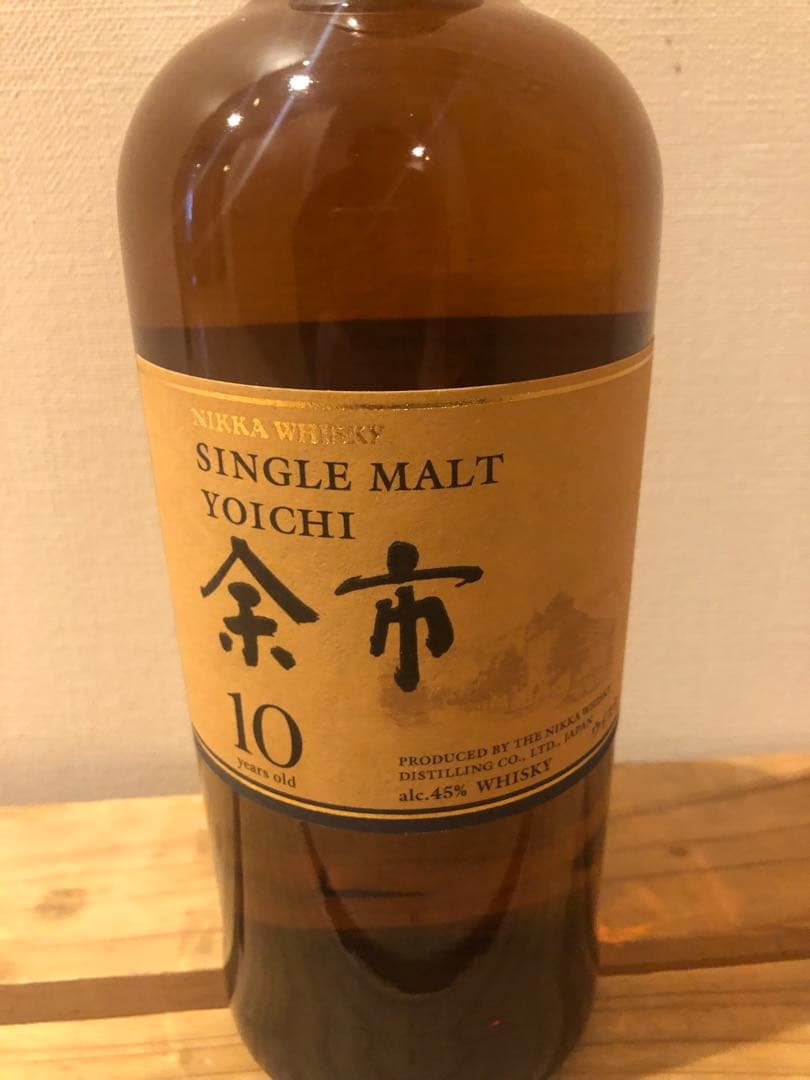 NIKKA WHISKY
SINGLE MALT
YOICHI
余市
10
years old
PRODUCED BY THE NIKKA WHISKY
DISTILLING CO., LTD., JAPAN
alc.45% WHISKY